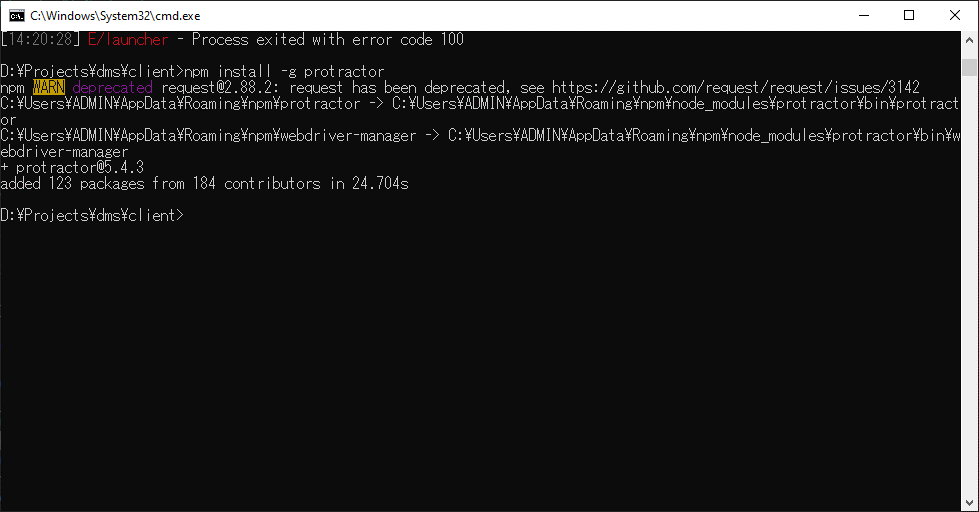 C:\Windows\System32\cmd.exe
[14:20:28] E/launcher - Process exited with error code 100
D:¥Projects¥dms¥client>npm install -g protractor
npm WARN deprecated request@2.88.2: request has been deprecated, see https://github.com/request/request/issues/3142
C:¥Users¥ADMIN¥AppData¥Roaming¥npm¥protractor -> C:¥Users¥ADMIN¥AppData¥Roaming¥npm¥node_modules¥protractor¥bin¥protract
or
C:¥Users¥ADMIN¥AppData¥Roaming¥npm¥webdriver-manager -> C:¥Users¥ADMIN¥AppData¥Roaming¥npm¥node_modules¥protractor¥bin¥w
ebdriver-manager
+ protractor@5.4.3
added 123 packages from 184 contributors in 24.704s
D:¥Projects¥dms¥client>